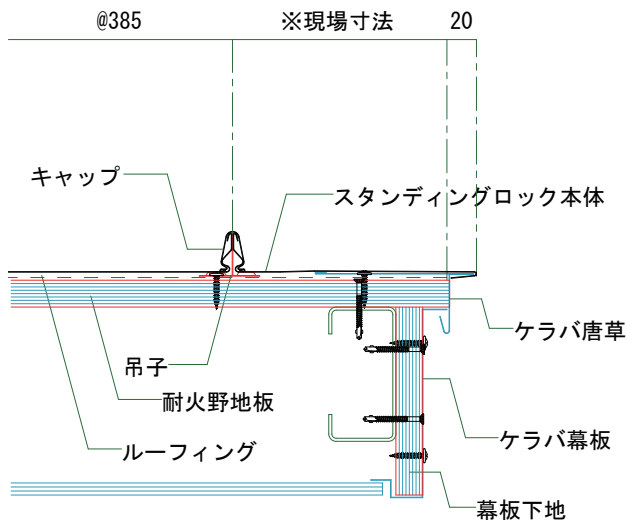 @385
※現場寸法
20
キャップ
スタンディングロック本体
ケラバ唐草
吊子
耐火野地板
ルーフィング
ケラバ幕板
幕板下地